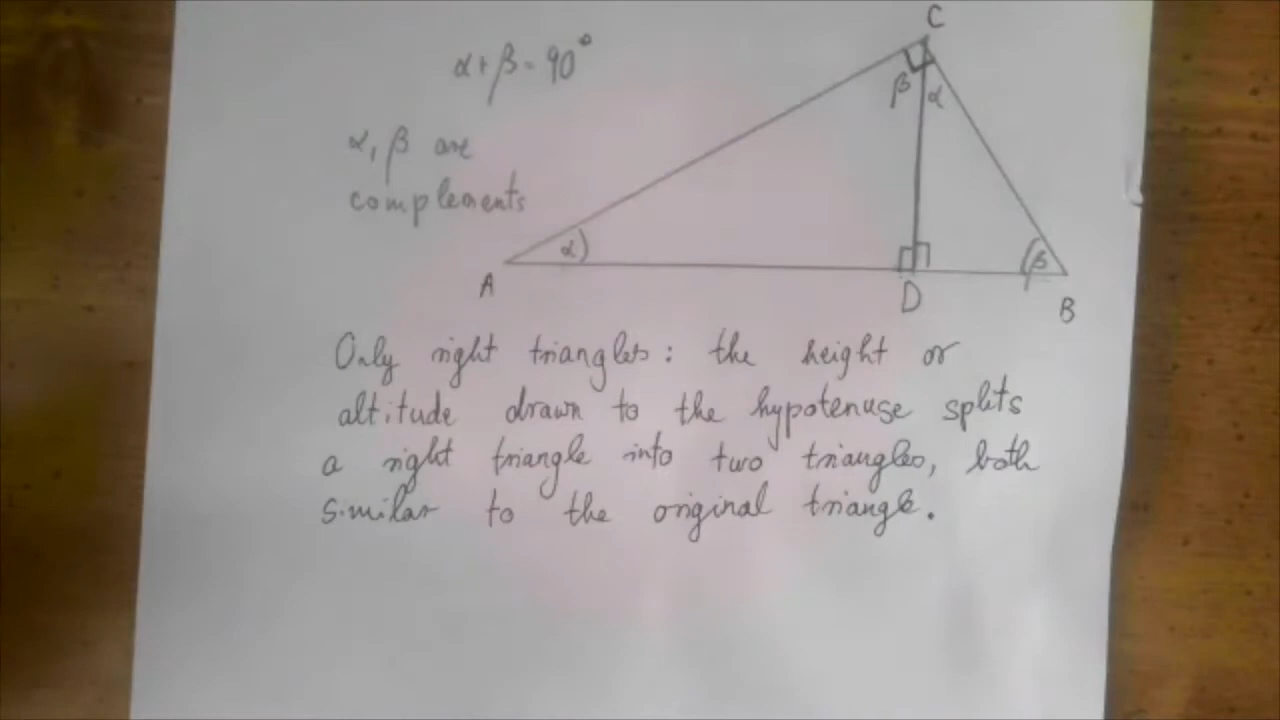 α+β=90°
α, β are
complements
C
β α
α
β
A
D
B
Only right triangles: the height or
altitude drawn to the hypotenuse splits
a right triangle into two triangles, both
similar to the original triangle.